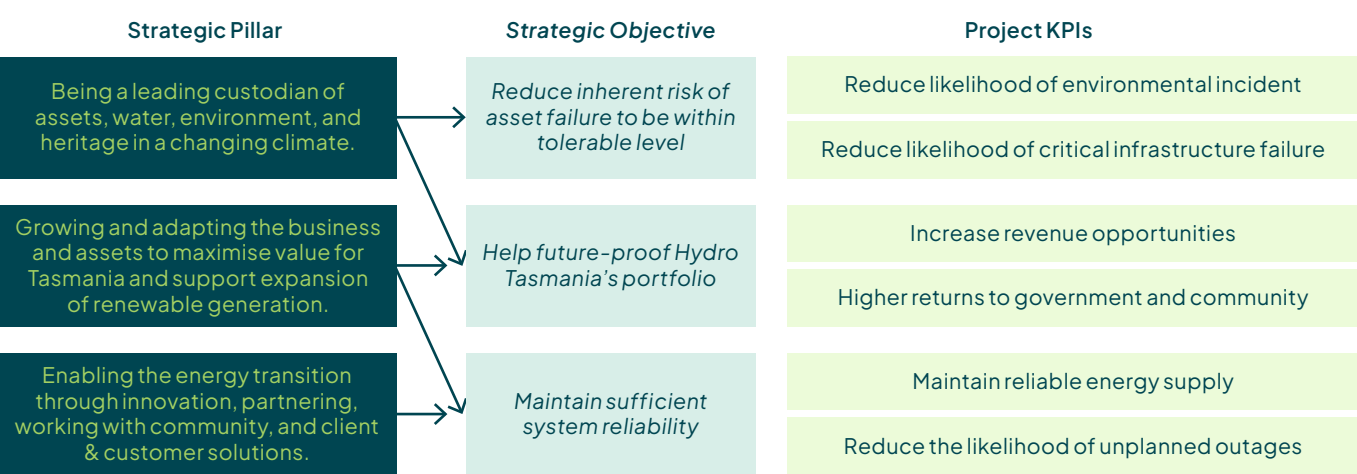 Strategic Pillar
Strategic Objective
Project KPIs
Being a leading custodian of
assets, water, environment, and
heritage in a changing climate.
Reduce inherent risk of
asset failure to be within
tolerable level
Reduce likelihood of environmental incident
Reduce likelihood of critical infrastructure failure
Growing and adapting the business
and assets to maximise value for
Tasmania and support expansion
of renewable generation.
Help future-proof Hydro
Tasmania's portfolio
Increase revenue opportunities
Higher returns to government and community
Enabling the energy transition
through innovation, partnering,
working with community, and client
& customer solutions.
Maintain sufficient
system reliability
Maintain reliable energy supply
Reduce the likelihood of unplanned outages